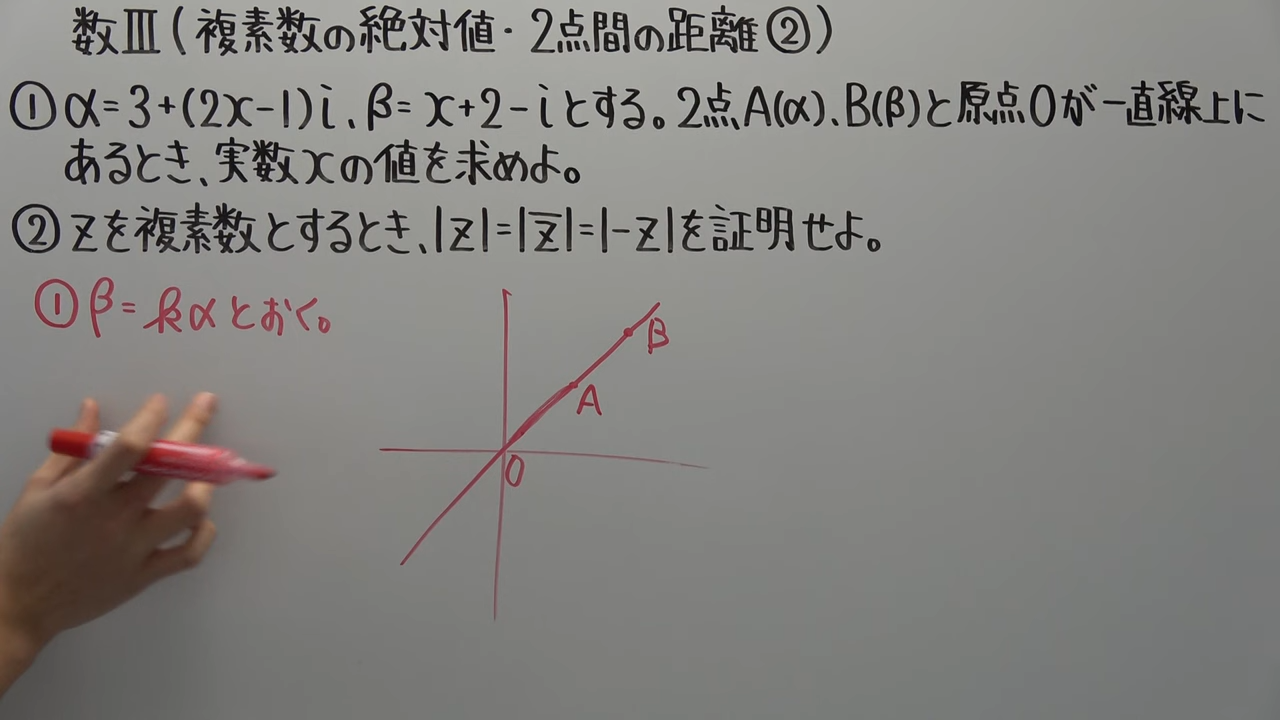 数Ⅲ(複素数の絶対値・2点間の距離②)
①α=3+(2x-1)i、β=x+2-iとする。2点A(α)、B(β)と原点Oが一直線上に
あるとき、実数xの値を求めよ。
②zを複素数とするとき、|z|=|z̅|=|-z|を証明せよ。
①β=kαとおく。
B
A
O